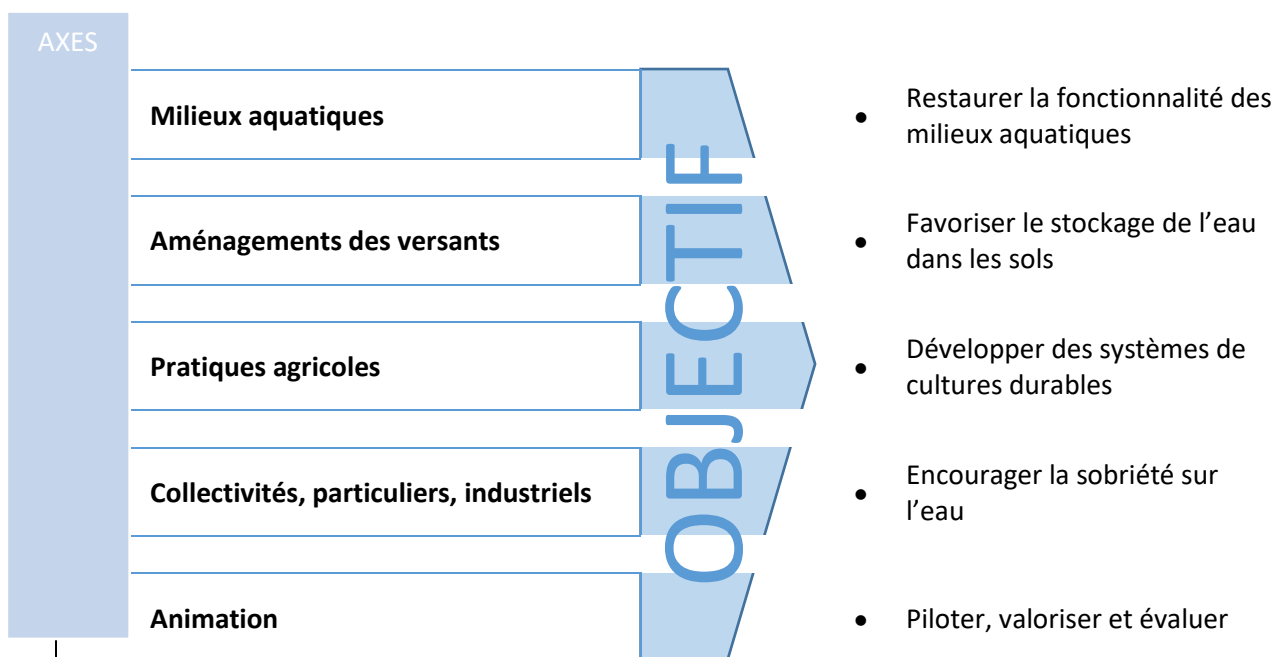 AXES
Milieux aquatiques
Restaurer la fonctionnalité des
milieux aquatiques
Aménagements des versants
Favoriser le stockage de l’eau
dans les sols
Pratiques agricoles
Développer des systèmes de
cultures durables
Collectivités, particuliers, industriels
Encourager la sobriété sur
l’eau
Animation
Piloter, valoriser et évaluer
OBJECTIF